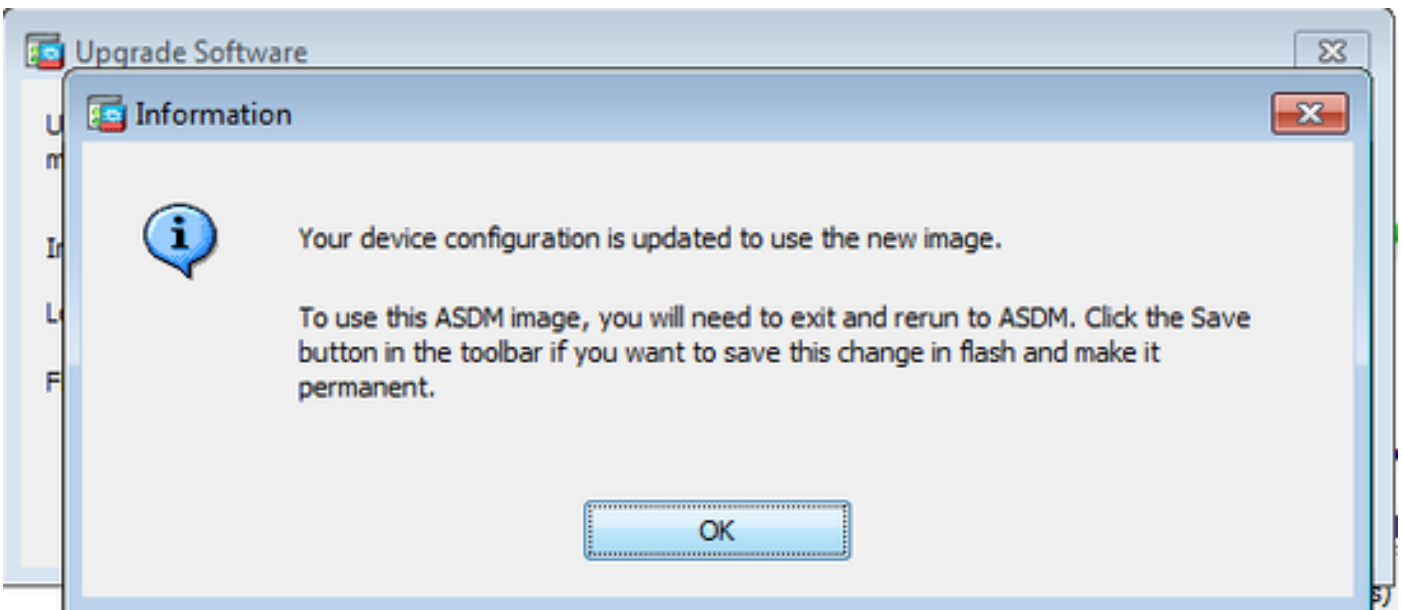 Upgrade Software
Information
Your device configuration is updated to use the new image.
To use this ASDM image, you will need to exit and rerun to ASDM. Click the Save
button in the toolbar if you want to save this change in flash and make it
permanent.
OK